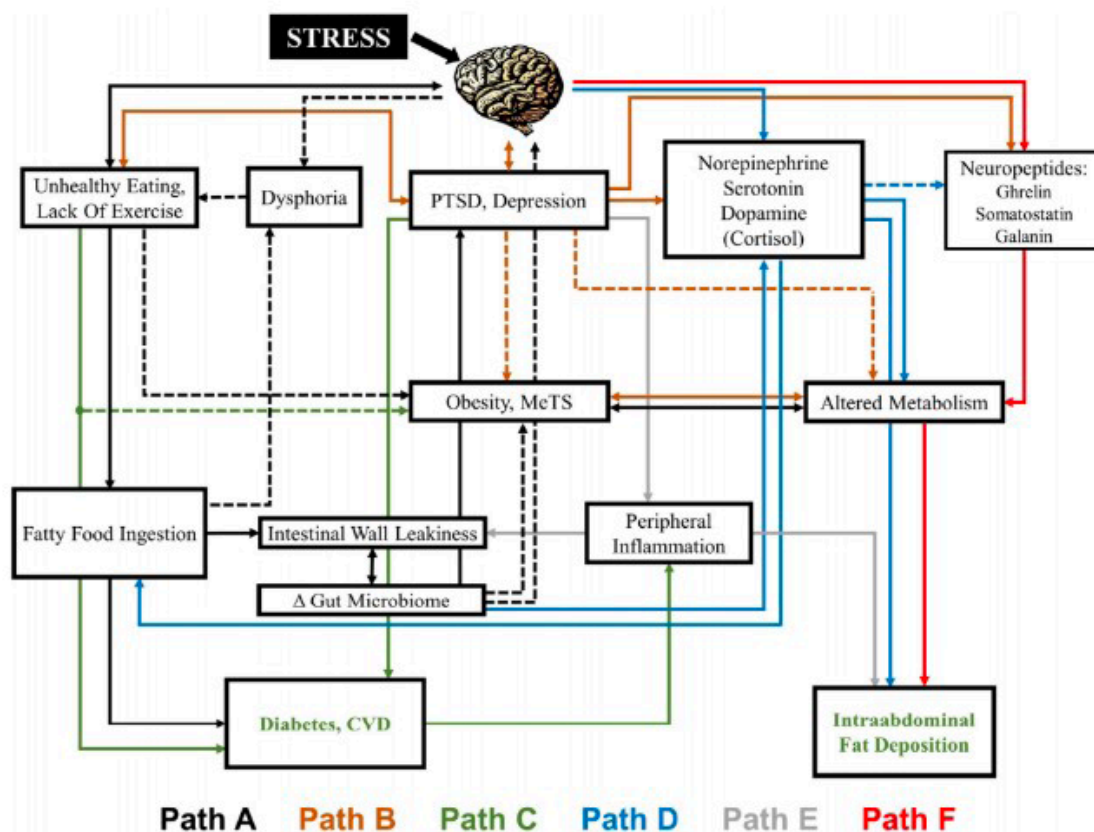 STRESS
Unhealthy Eating,
Lack Of Exercise
Dysphoria
PTSD, Depression
Norepinephrine
Serotonin
Dopamine
(Cortisol)
Neuropeptides:
Ghrelin
Somatostatin
Galanin
Obesity, MeTS
Altered Metabolism
Fatty Food Ingestion
Intestinal Wall Leakiness
Peripheral
Inflammation
Δ Gut Microbiome
Diabetes, CVD
Intraabdominal
Fat Deposition
Path A Path B Path C Path D Path E Path F